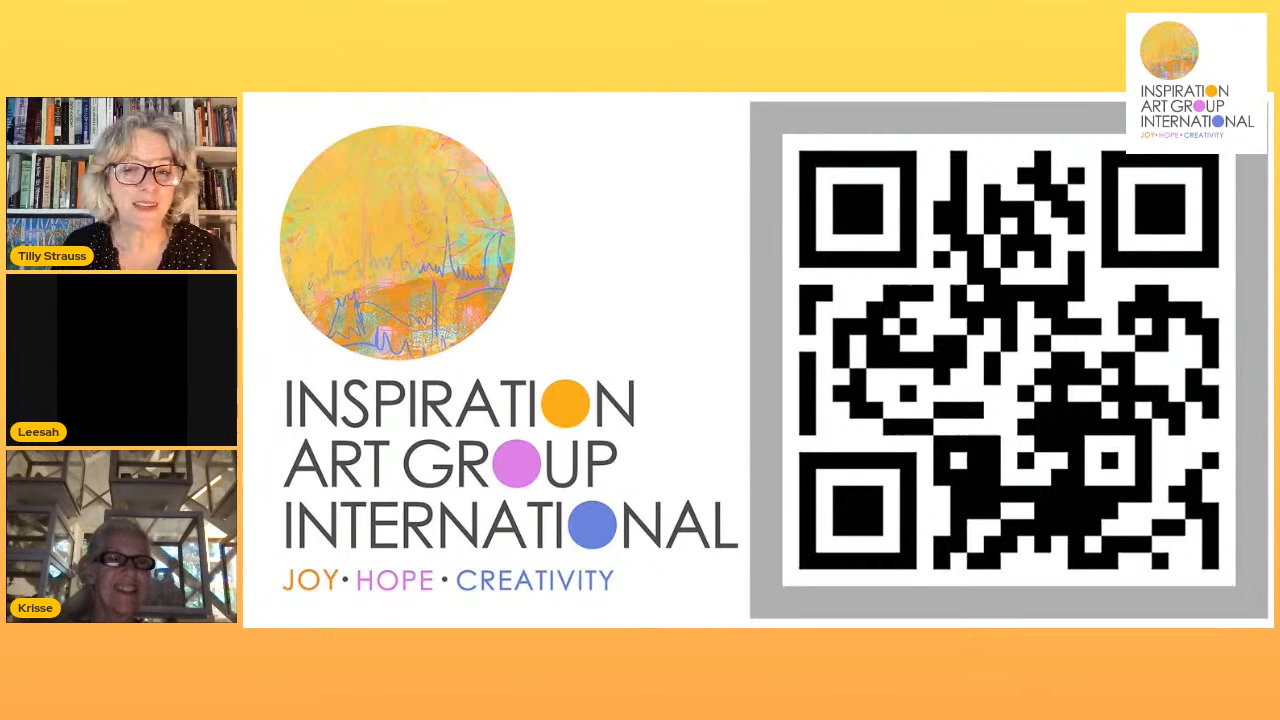 INSPIRATION
ART GROUP
INTERNATIONAL
JOY•HOPE•CREATIVITY
Tilly Strauss
Leesah
Krisse
INSPIRATION
ART GROUP
INTERNATIONAL
JOY•HOPE•CREATIVITY